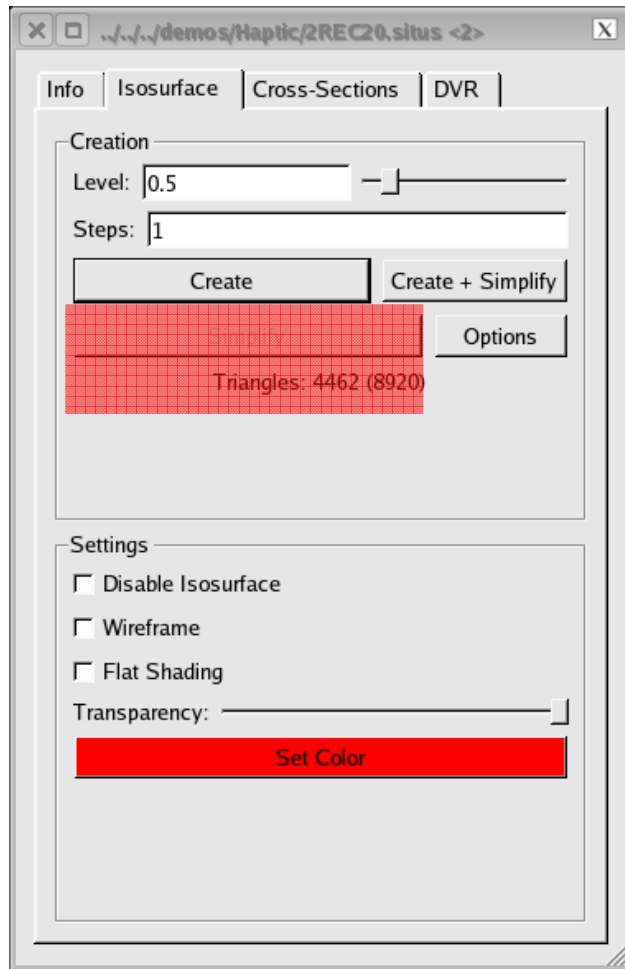 ../../../demos/Haptic/2REC20.situs <2>
Info Isosurface Cross-Sections DVR
Creation
Level: 0.5
Steps: 1
Create Create + Simplify
Simplify Options
Triangles: 4462 (8920)
Settings
Disable Isosurface
Wireframe
Flat Shading
Transparency:
Set Color